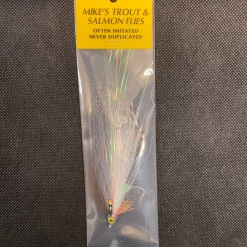 MIKE'S TROUT &
SALMON FLIES
OFTEN IMITATED
NEVER DUPLICATED